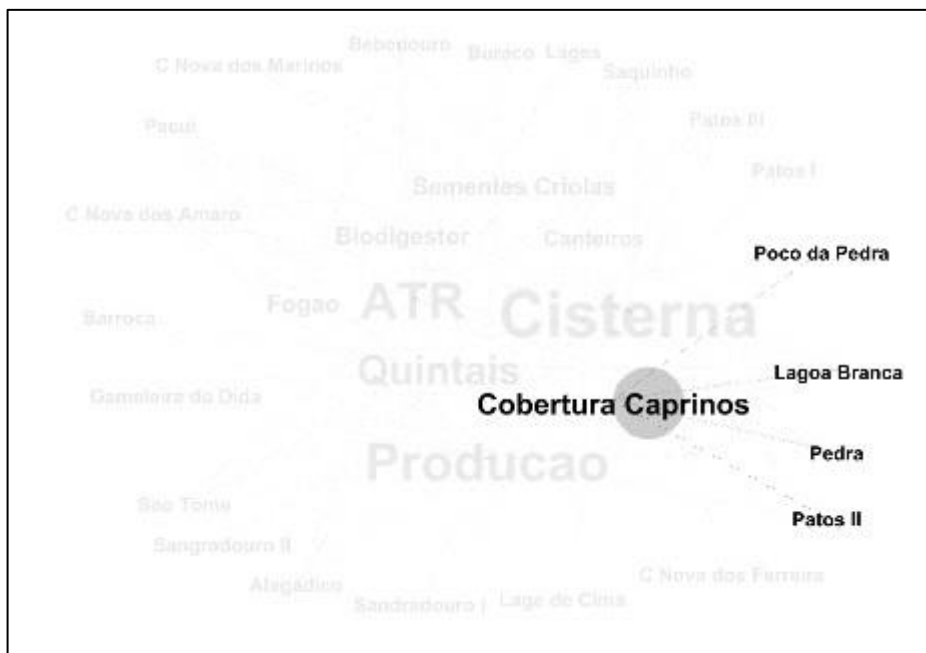 Bebedouro
Buraco
Lages
C Nova dos Marinos
Saquinho
Pacui
Patos III
Patos I
Sementes Criolas
C Nova dos Amaro
Biodigestor
Canteiros
Poco da Pedra
Fogao
ATR
Cisterna
Barroca
Quintais
Lagoa Branca
Gameleira da Dida
Cobertura Caprinos
Pedra
Producao
Sao Tome
Patos II
Sangradouro II
Alagadico
C Nova dos Ferreira
Sandradouro I
Lage de Cima